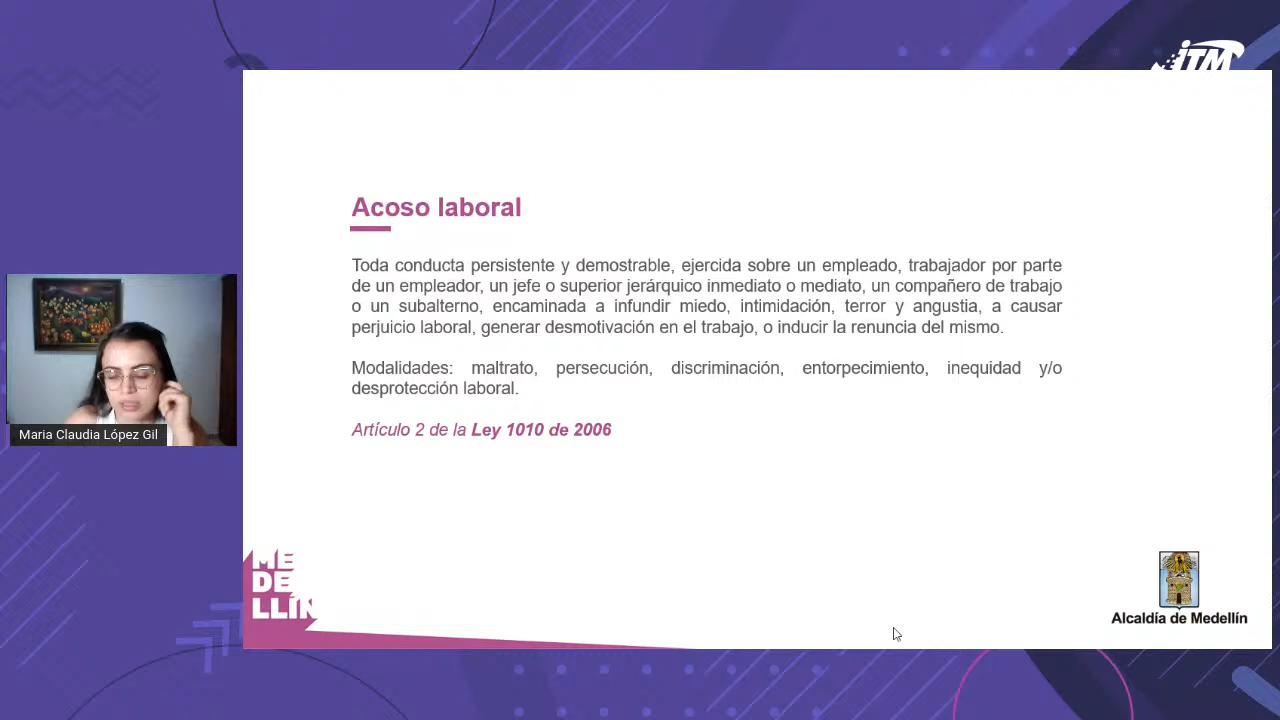 iTM
Acoso laboral
Toda conducta persistente y demostrable, ejercida sobre un empleado, trabajador por parte
de un empleador, un jefe o superior jerárquico inmediato o mediato, un compañero de trabajo
o un subalterno, encaminada a infundir miedo, intimidación, terror y angustia, a causar
perjuicio laboral, generar desmotivación en el trabajo, o inducir la renuncia del mismo.
Modalidades: maltrato, persecución, discriminación, entorpecimiento, inequidad y/o
desprotección laboral.
Artículo 2 de la Ley 1010 de 2006
Maria Claudia López Gil
ME
DE
LLÍN
Alcaldía de Medellín